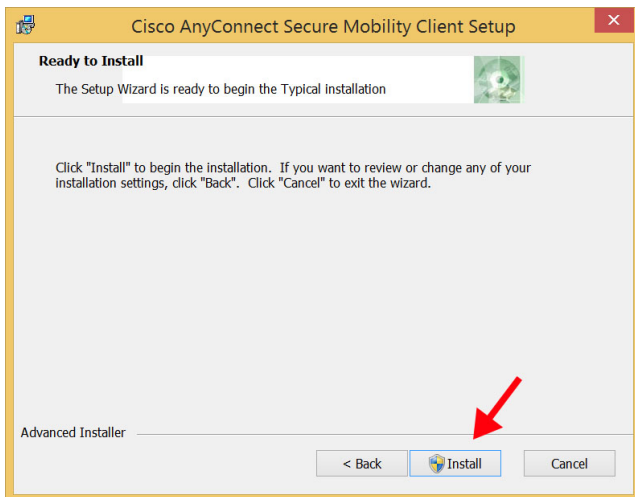 Cisco AnyConnect Secure Mobility Client Setup
Ready to Install
The Setup Wizard is ready to begin the Typical installation
Click "Install" to begin the installation.  If you want to review or change any of your
installation settings, click "Back".  Click "Cancel" to exit the wizard.
Advanced Installer
< Back Install Cancel